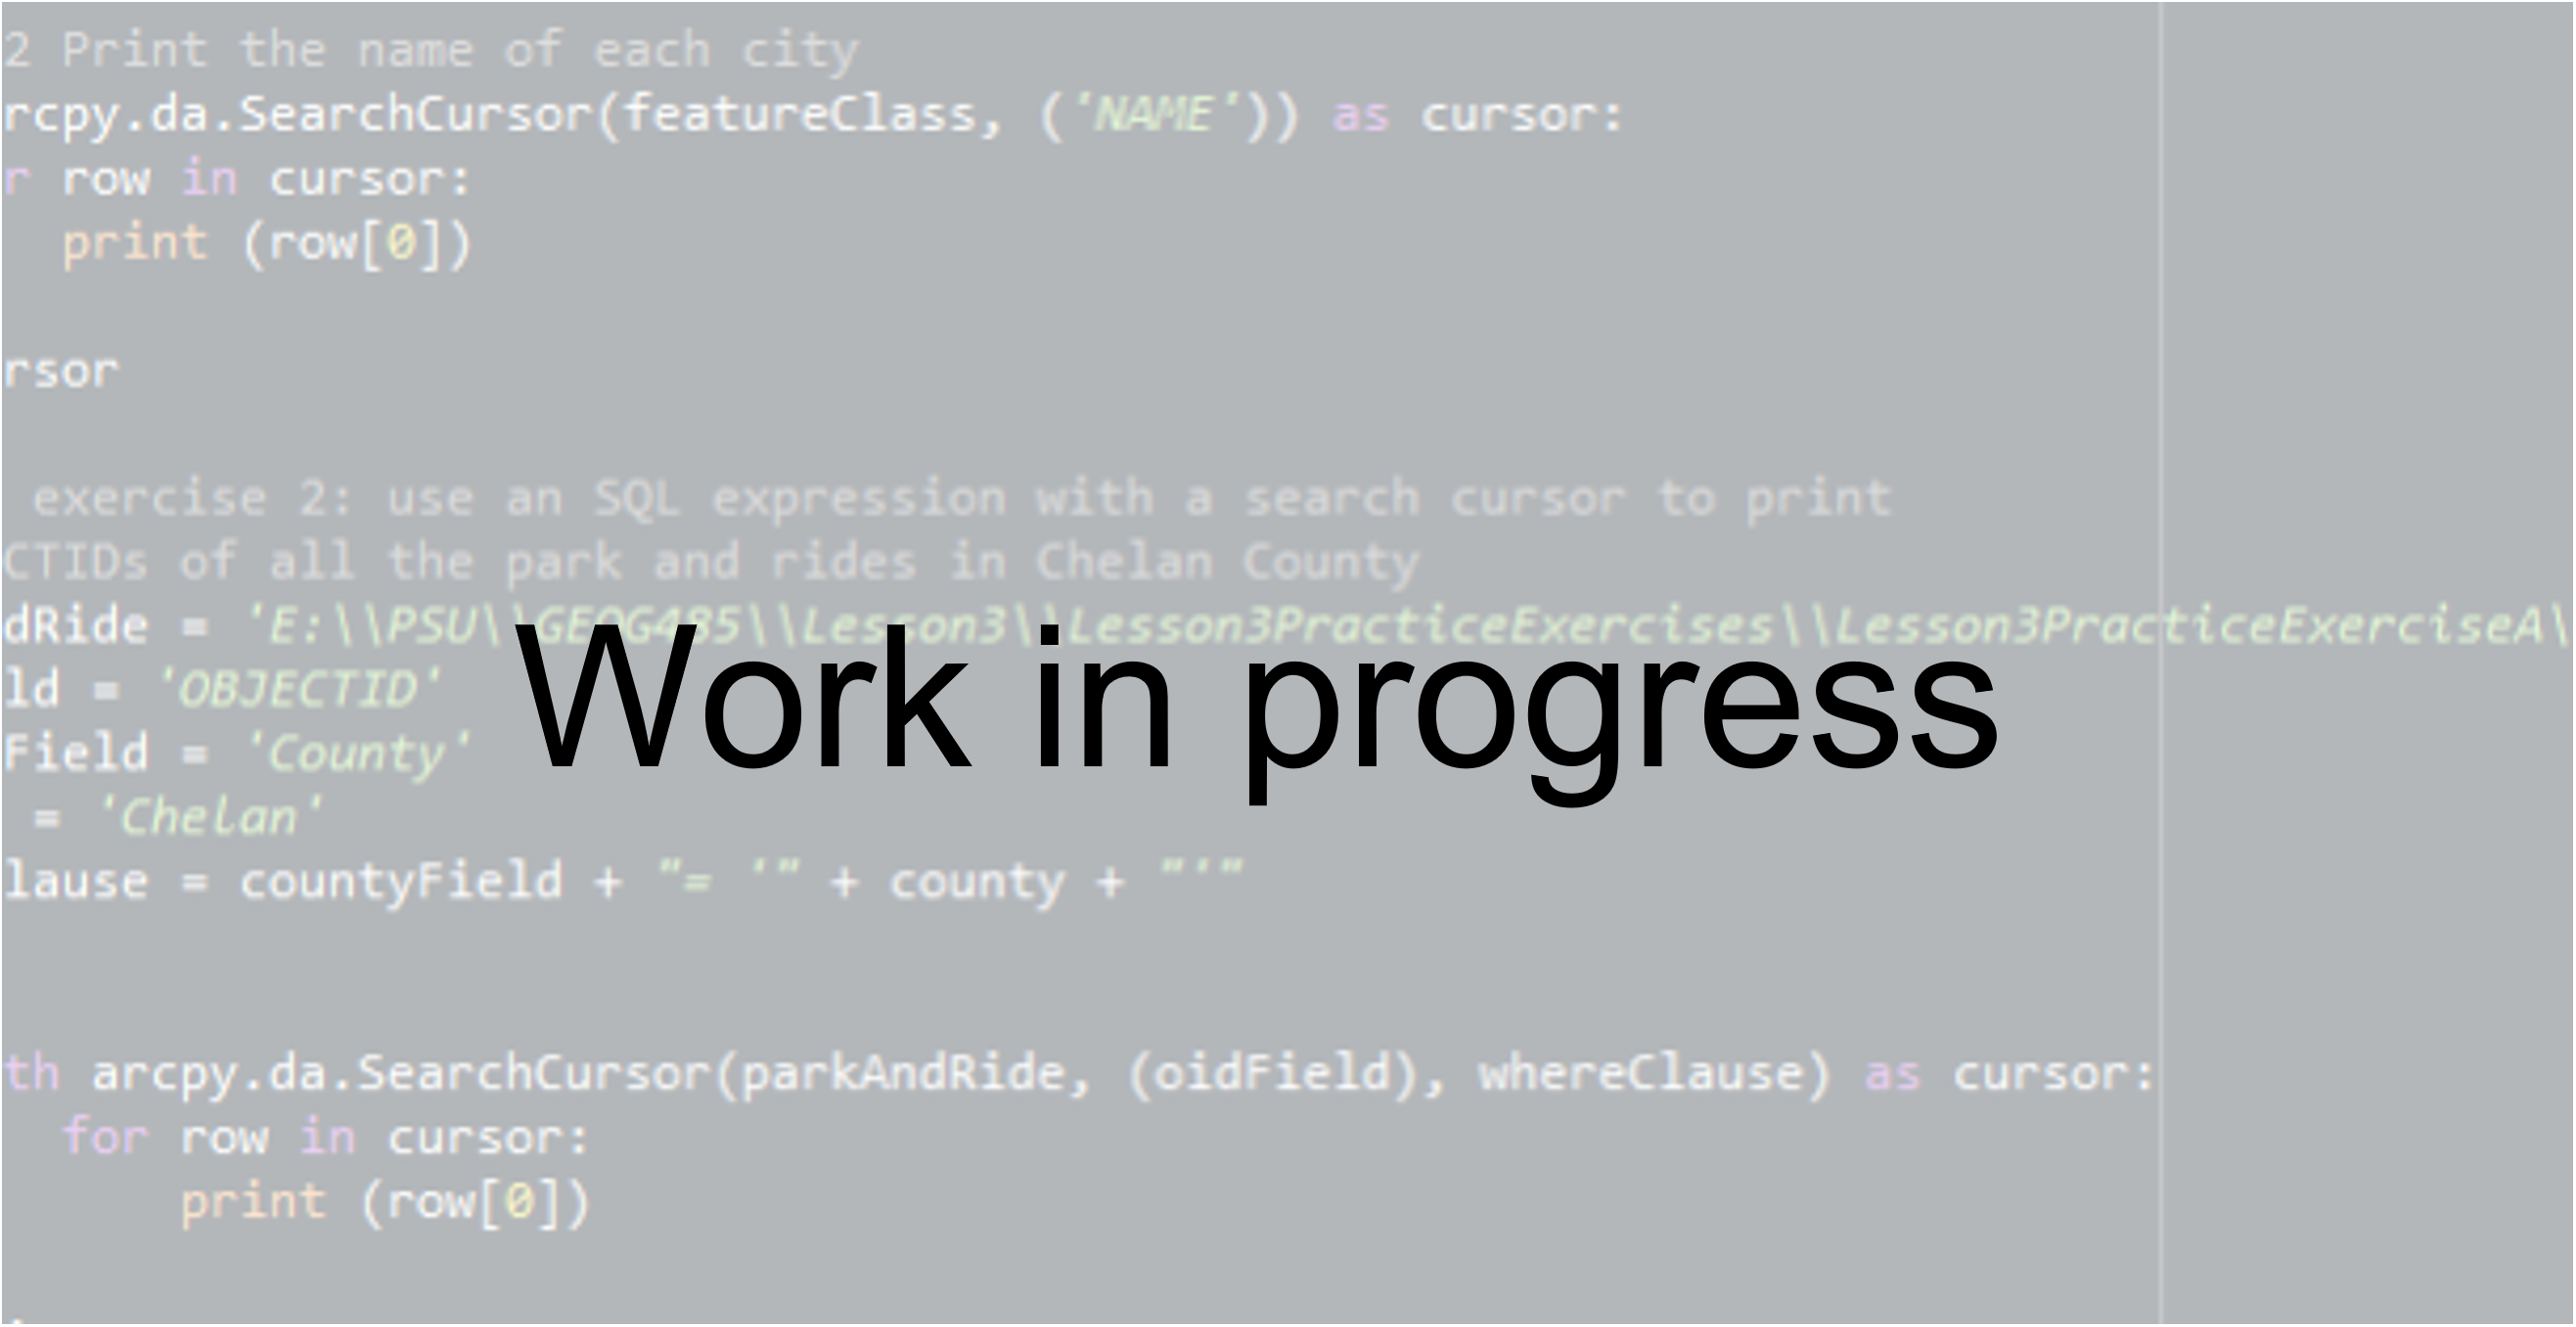 2 Print the name of each city
rcpy.da.SearchCursor(featureClass, ('NAME')) as cursor:
r row in cursor:
print (row[0])
rsor
exercise 2: use an SQL expression with a search cursor to print
CTIDs of all the park and rides in Chelan County
dRide = 'E:\\PSU\\GEOG485\\Lesson3\\Lesson3PracticeExercises\\Lesson3PracticeExerciseA\
ld = 'OBJECTID'
Work in progress
Field = 'County'
= 'Chelan'
lause = countyField + "= '" + county + "'"
th arcpy.da.SearchCursor(parkAndRide, (oidField), whereClause) as cursor:
for row in cursor:
print (row[0])